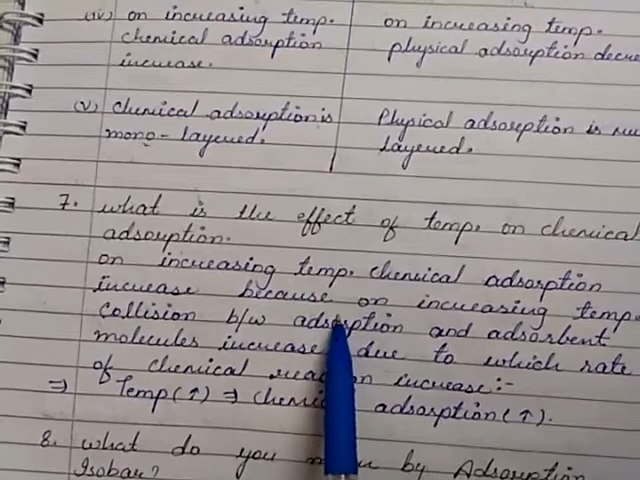 (iv) on increasing temp. on increasing temp.
chemical adsorption physical adsorption
increase.
(v) Chemical adsorption is Physical adsorption is
mono-layered. layered.
7. what is the effect of temp. on chemical
adsorption.
on increasing temp. chemical adsorption
increase because on increasing temp.
Collision b/w adsorption and adsorbent
molecules increase due to which rate
of chemical increase:-
⇒ Temp(↑) ⇒ adsorption(↑).
8. what do you by Adsorption
Isobar?